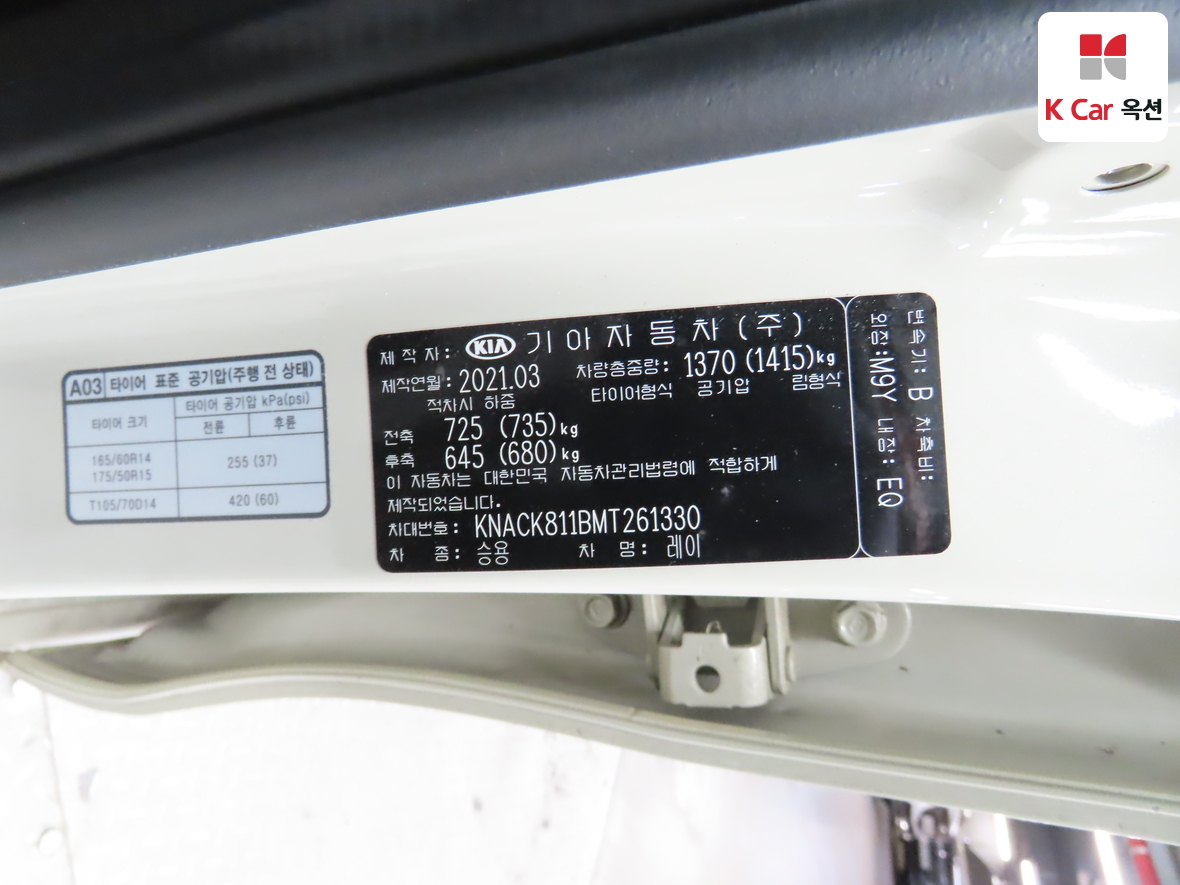 K Car 옥션
A03 타이어 표준 공기압(주행 전 상태)
타이어 크기 타이어 공기압 kPa(psi)
전륜 후륜
165/60R14
175/50R15
255 (37)
T105/70D14 420 (60)
제 작 자: KIA 기아자동차(주)
제작연월: 2021.03 차량총중량: 1370 (1415)kg
적차시 하중 타이어형식 공기압 림형식
전축 725 (735)kg
후축 645 (680)kg
이 자동차는 대한민국 자동차관리법령에 적합하게
제작되었습니다.
차대번호: KNACK811BMT261330
차 종: 승용 차 명: 레이
변속기: B 차축비:
외장:M9Y 내장: EQ